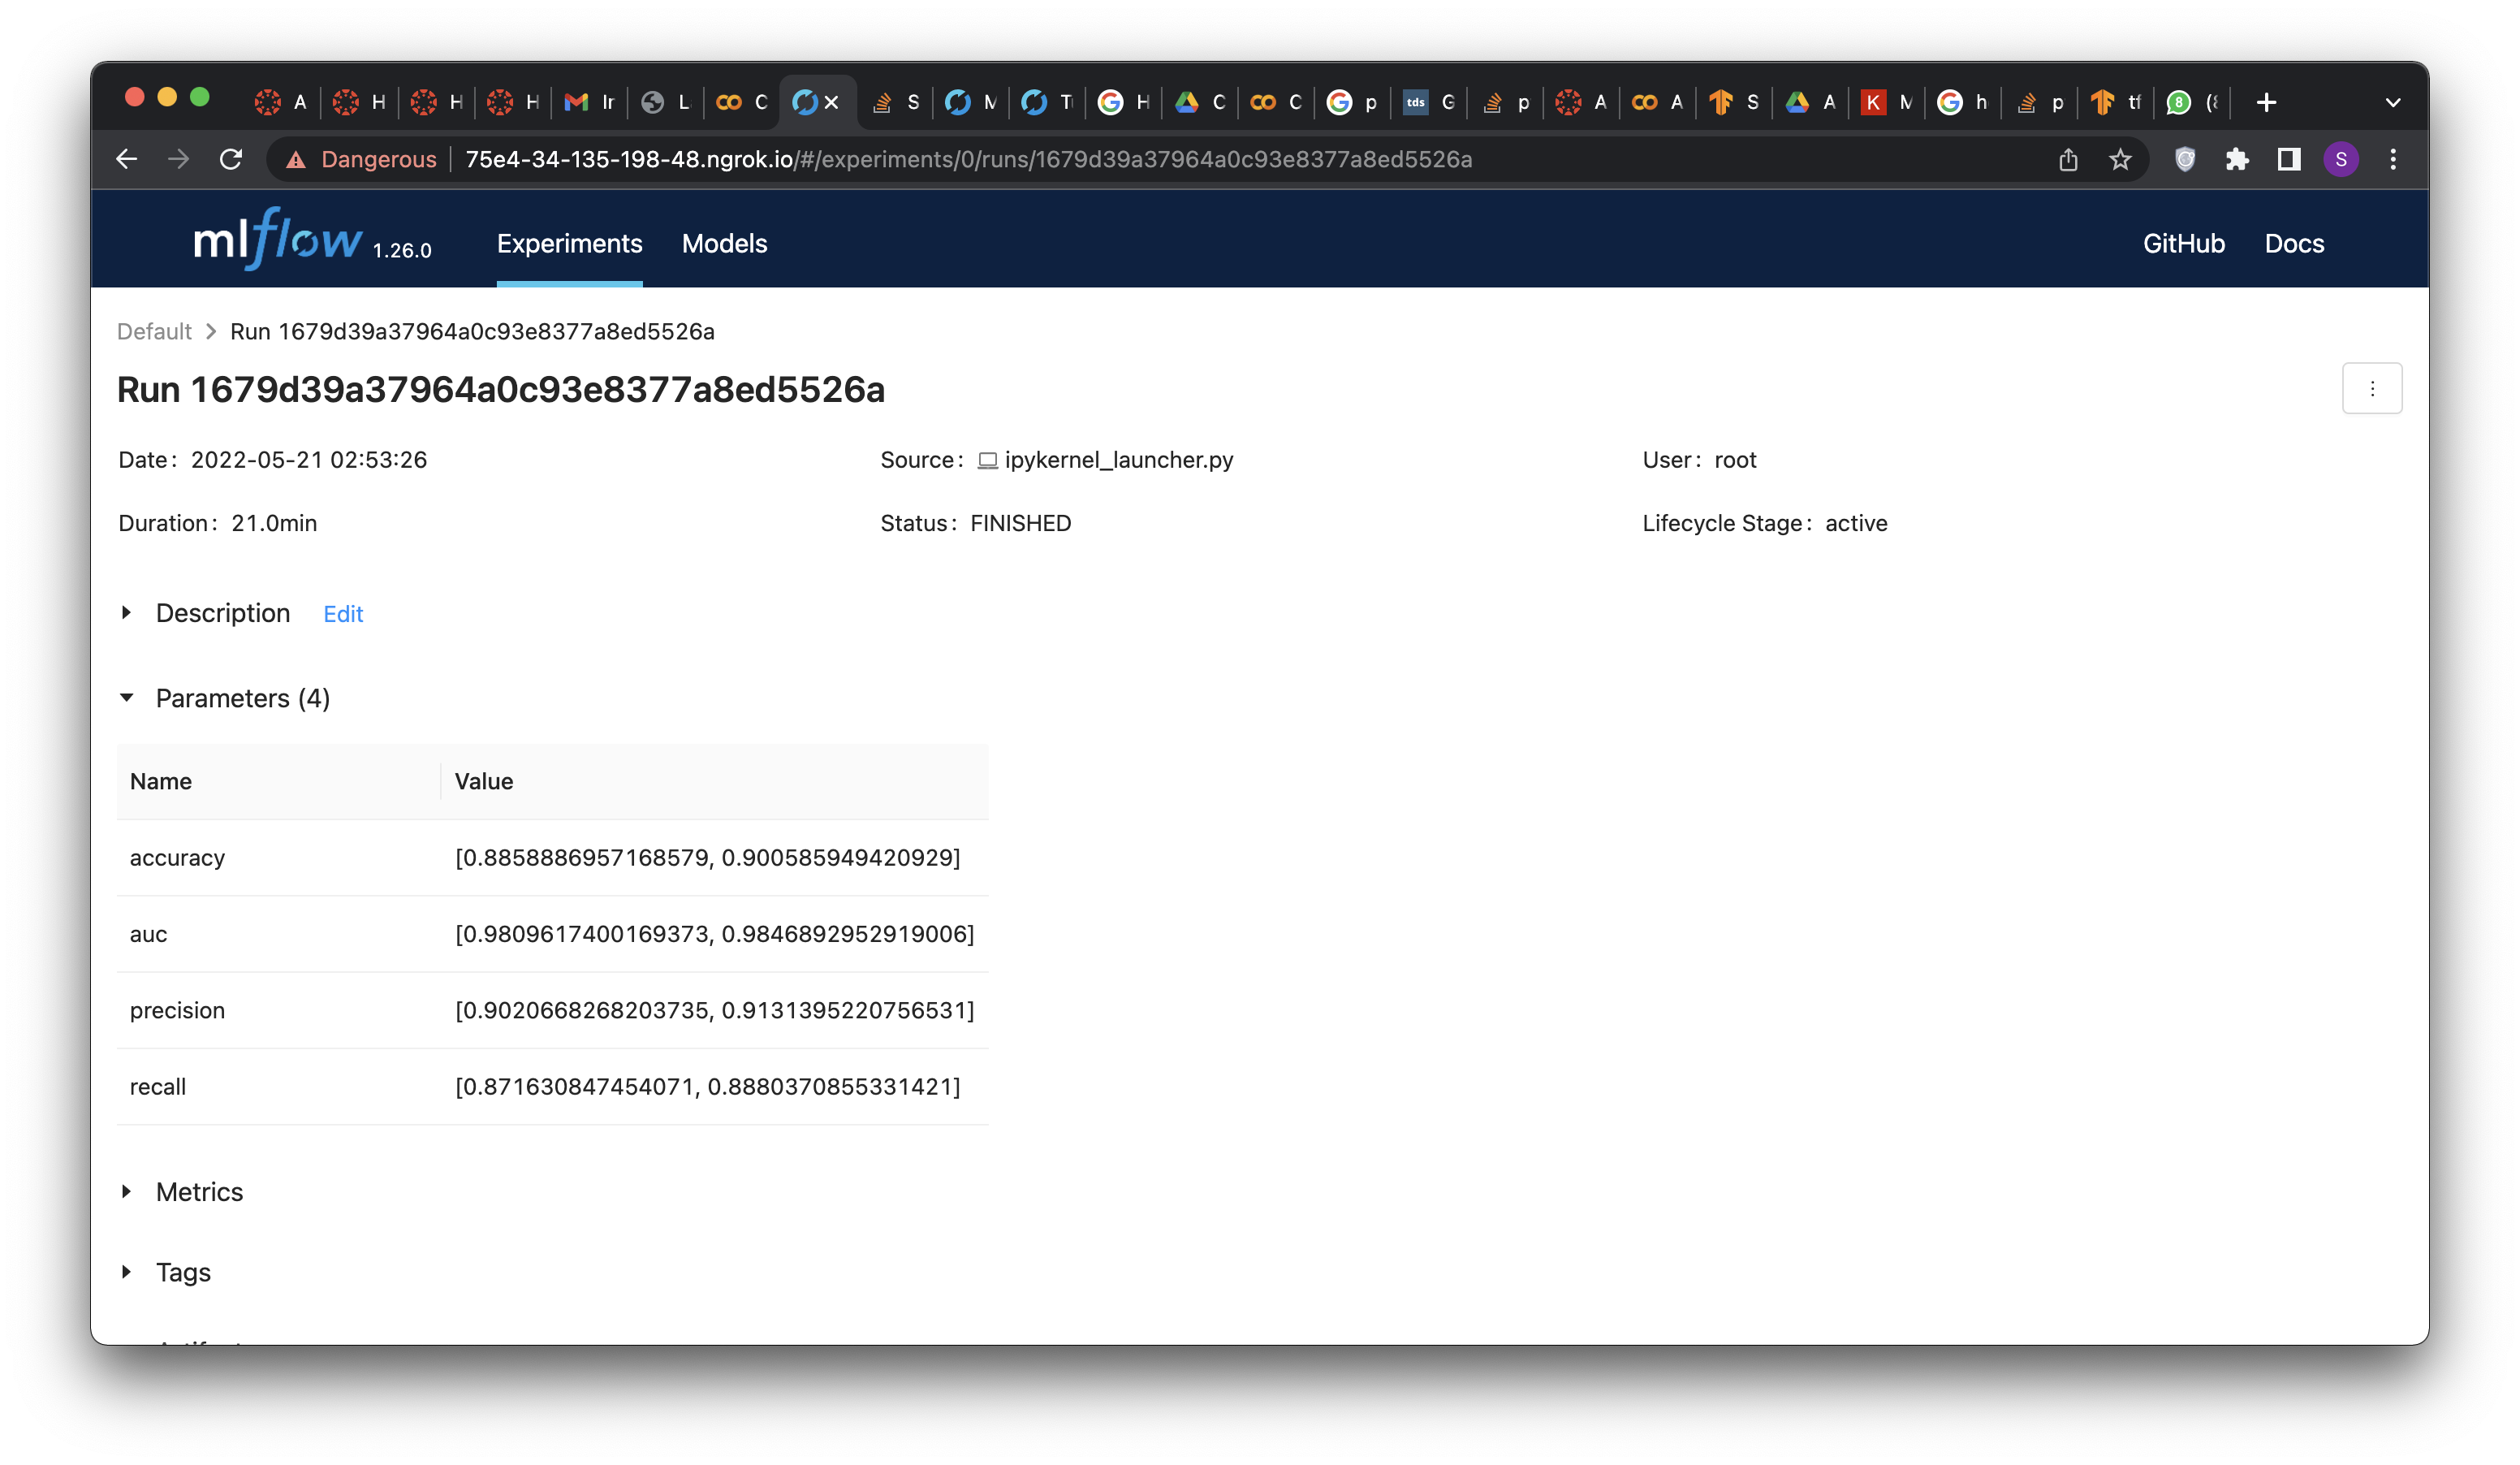 A H H H Ir L C S M T H C C p G p A C A S A M h p tf (8
tds K 8
Dangerous 75e4-34-135-198-48.ngrok.io/#/experiments/0/runs/1679d39a37964a0c93e8377a8ed5526a S
mlflow 1.26.0 Experiments Models GitHub Docs
Default > Run 1679d39a37964a0c93e8377a8ed5526a
Run 1679d39a37964a0c93e8377a8ed5526a
Date: 2022-05-21 02:53:26 Source: ipykernel_launcher.py User: root
Duration: 21.0min Status: FINISHED Lifecycle Stage: active
Description Edit
Parameters (4)
Name Value
accuracy [0.8858886957168579, 0.900585949420929]
auc [0.9809617400169373, 0.9846892952919006]
precision [0.9020668268203735, 0.9131395220756531]
recall [0.871630847454071, 0.8880370855331421]
Metrics
Tags